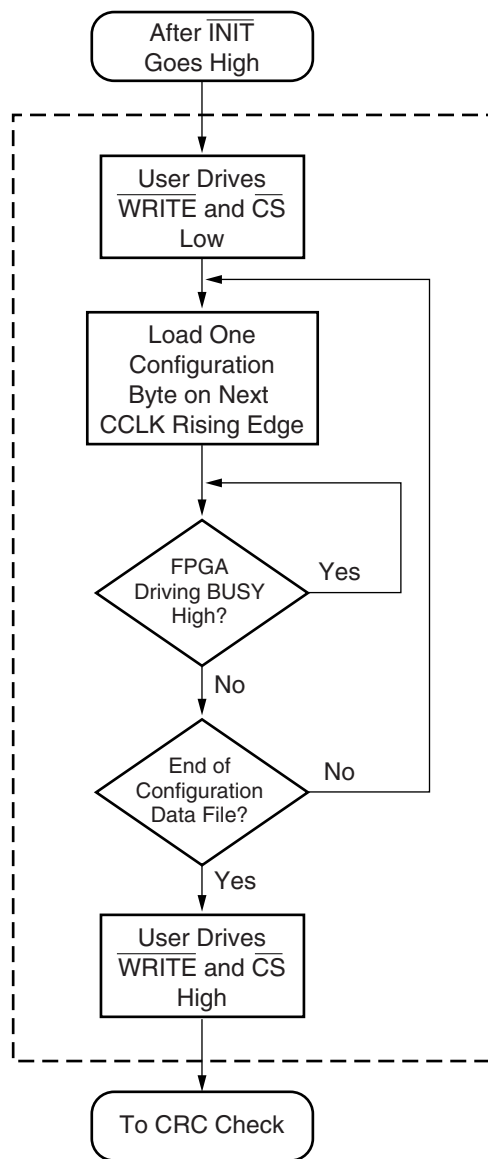 After INIT
Goes High
User Drives
WRITE and CS
Low
Load One
Configuration
Byte on Next
CCLK Rising Edge
FPGA
Driving BUSY
High?
Yes
No
End of
Configuration
Data File?
No
Yes
User Drives
WRITE and CS
High
To CRC Check